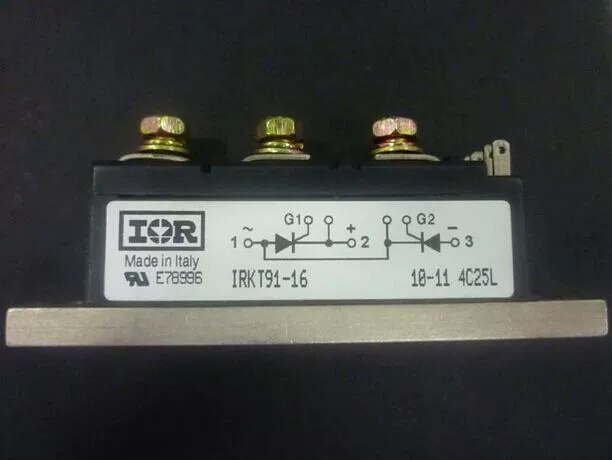 IOR
G1 G2
1 ~ + 2 - 3
Made in Italy
E78996
IRKT91-16 10-11 4C25L